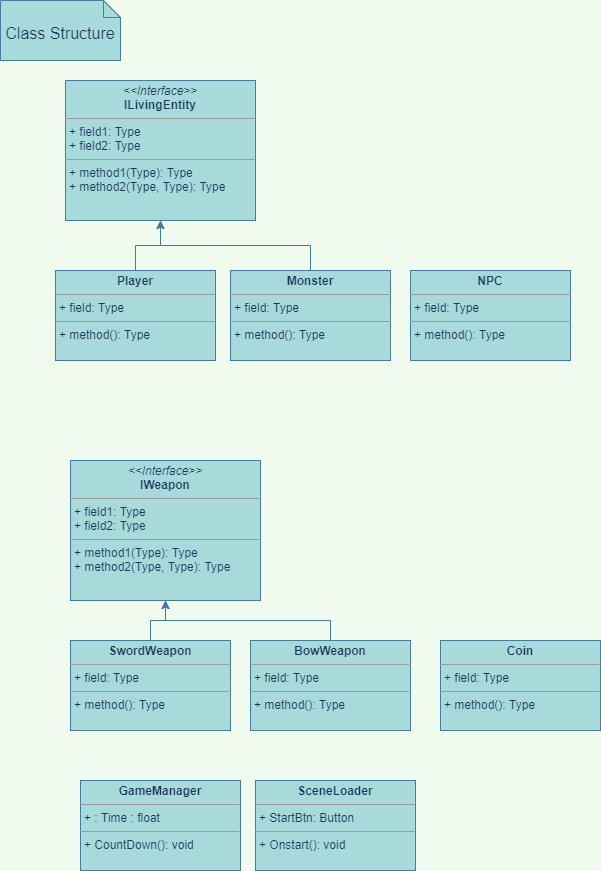 Class Structure
<<Interface>>
ILivingEntity
+ field1: Type
+ field2: Type
+ method1(Type): Type
+ method2(Type, Type): Type
Player
+ field: Type
+ method(): Type
Monster
+ field: Type
+ method(): Type
NPC
+ field: Type
+ method(): Type
<<Interface>>
IWeapon
+ field1: Type
+ field2: Type
+ method1(Type): Type
+ method2(Type, Type): Type
SwordWeapon
+ field: Type
+ method(): Type
BowWeapon
+ field: Type
+ method(): Type
Coin
+ field: Type
+ method(): Type
GameManager
+ : Time : float
+ CountDown(): void
SceneLoader
+ StartBtn: Button
+ Onstart(): void